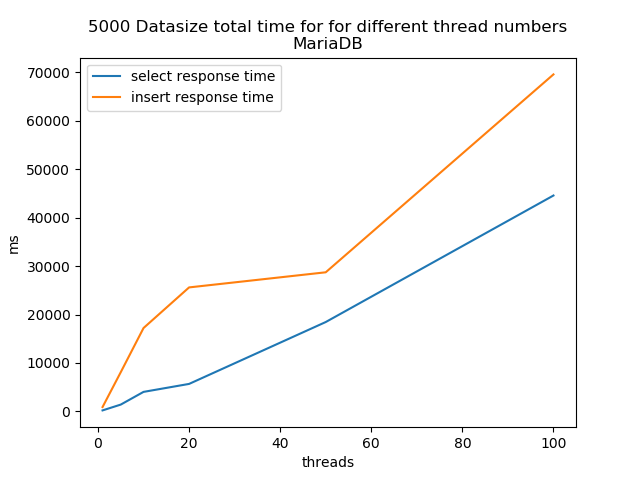 5000 Datasize total time for for different thread numbers
MariaDB
select response time
insert response time
70000
60000
50000
40000
30000
20000
10000
0
ms
0 20 40 60 80 100
threads